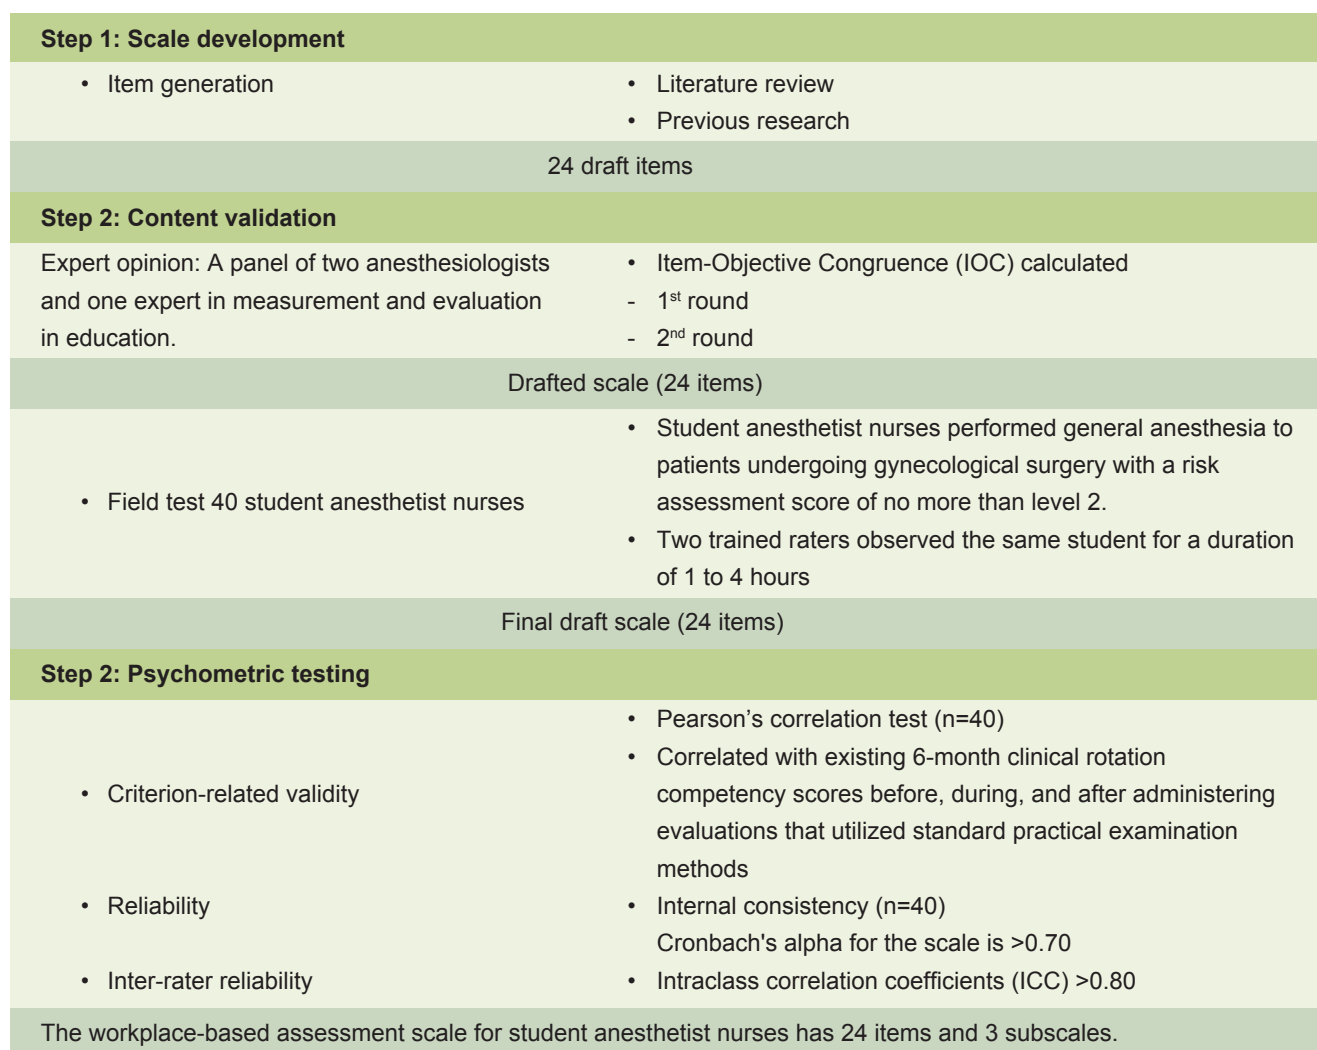 Step 1: Scale development
• Item generation
• Literature review
• Previous research
24 draft items
Step 2: Content validation
Expert opinion: A panel of two anesthesiologists
and one expert in measurement and evaluation
in education.
• Item-Objective Congruence (IOC) calculated
- 1st round
- 2nd round
Drafted scale (24 items)
• Field test 40 student anesthetist nurses
• Student anesthetist nurses performed general anesthesia to
patients undergoing gynecological surgery with a risk
assessment score of no more than level 2.
• Two trained raters observed the same student for a duration
of 1 to 4 hours
Final draft scale (24 items)
Step 2: Psychometric testing
• Criterion-related validity
• Pearson’s correlation test (n=40)
• Correlated with existing 6-month clinical rotation
competency scores before, during, and after administering
evaluations that utilized standard practical examination
methods
• Reliability
• Internal consistency (n=40)
Cronbach's alpha for the scale is >0.70
• Inter-rater reliability
• Intraclass correlation coefficients (ICC) >0.80
The workplace-based assessment scale for student anesthetist nurses has 24 items and 3 subscales.